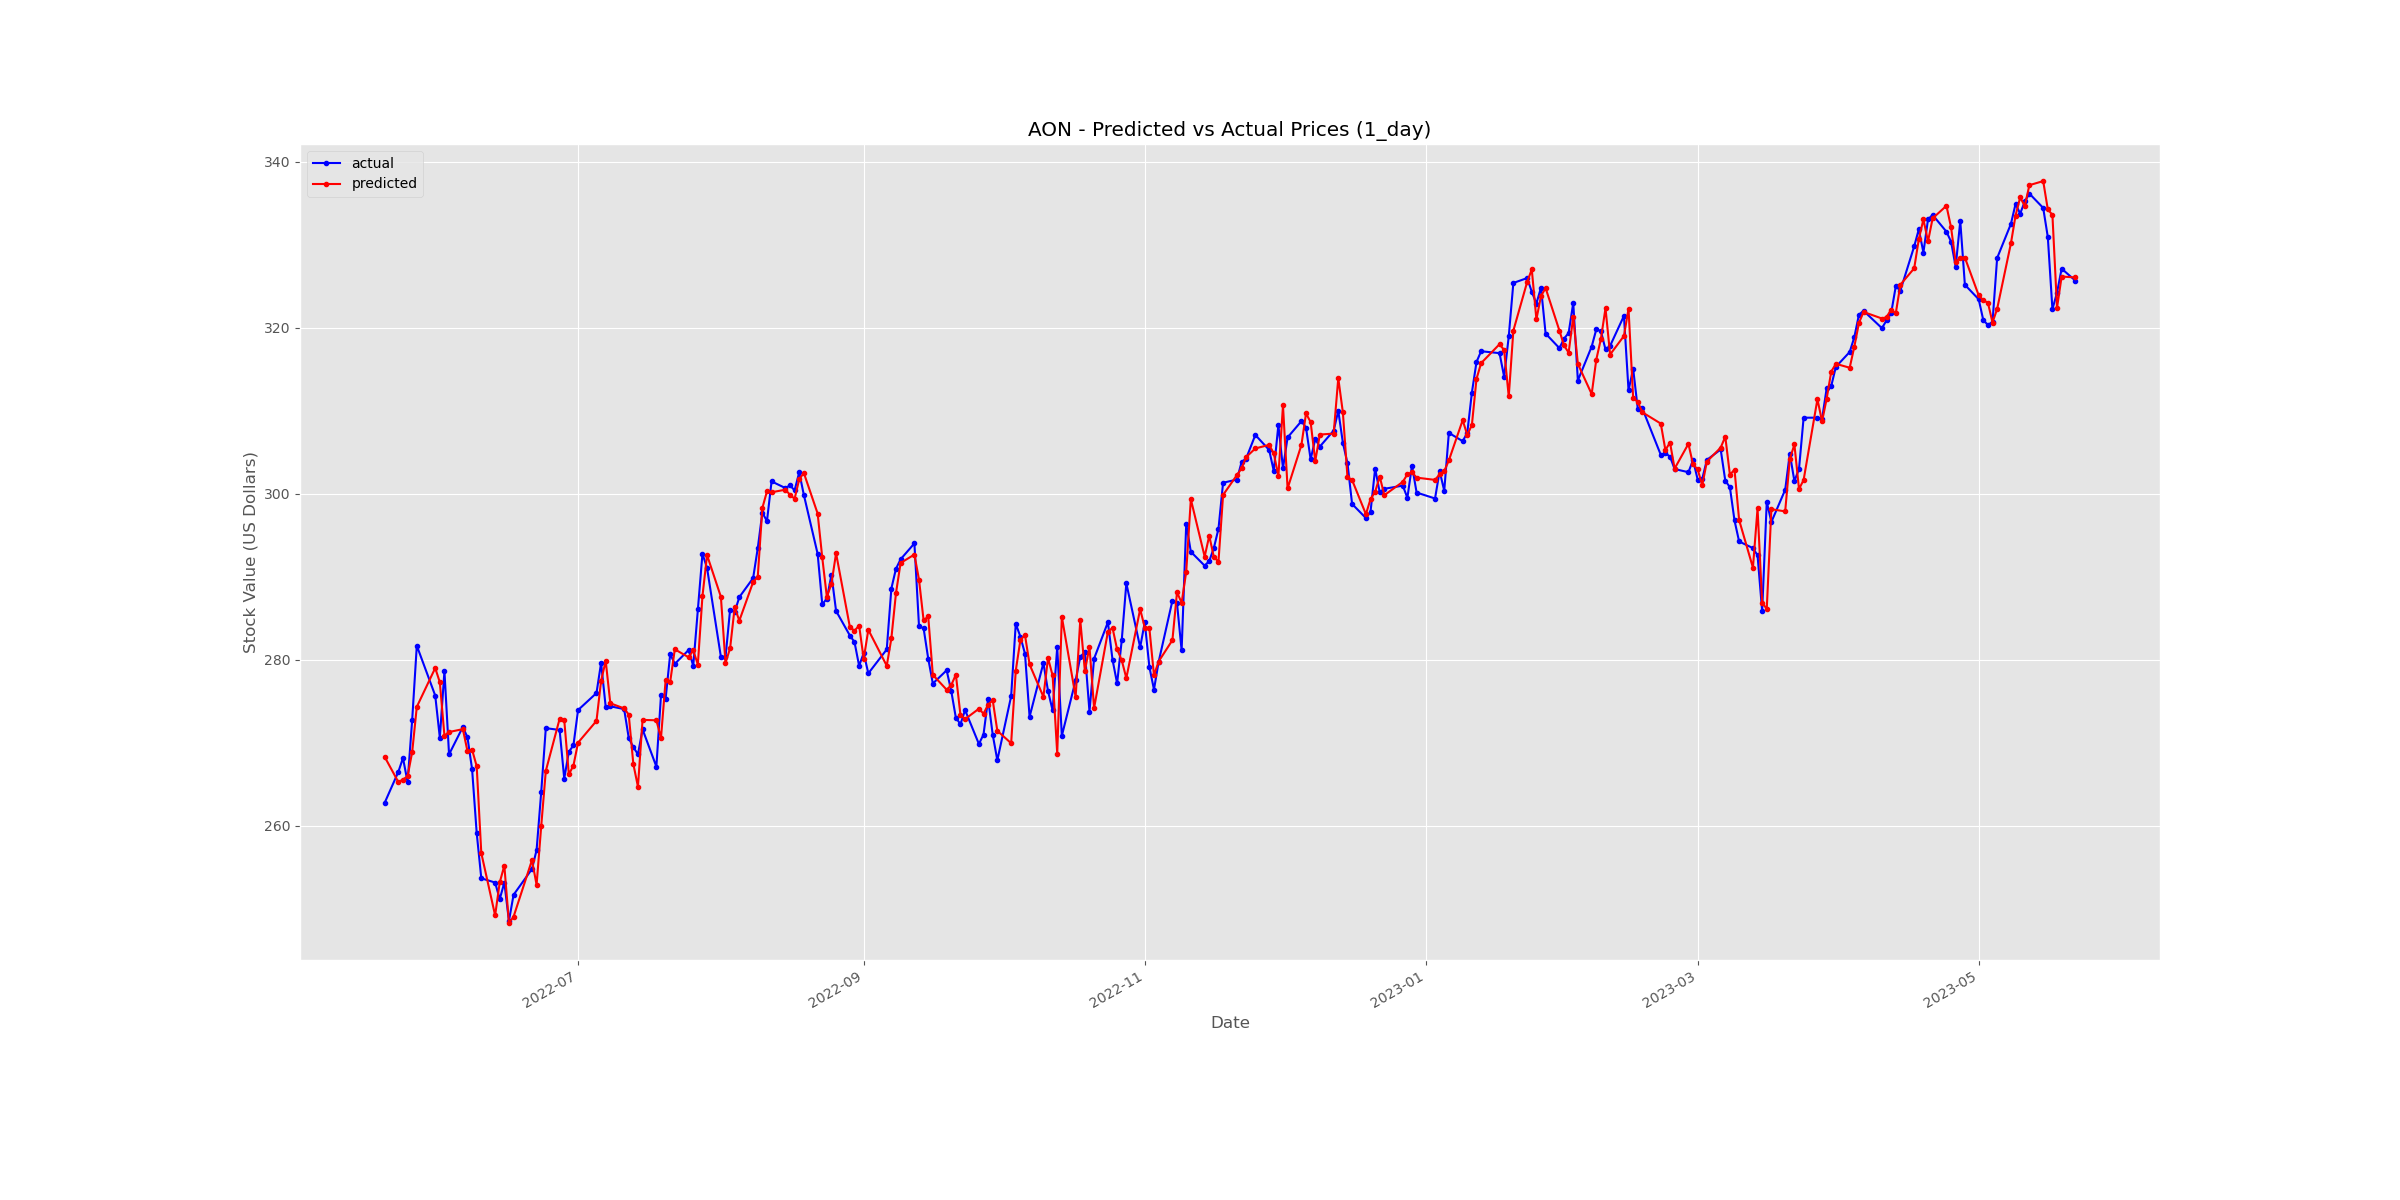 AON - Predicted vs Actual Prices (1_day)
actual
predicted
340
320
300
280
260
Stock Value (US Dollars)
2022-07
2022-09
2022-11
2023-01
2023-03
2023-05
Date